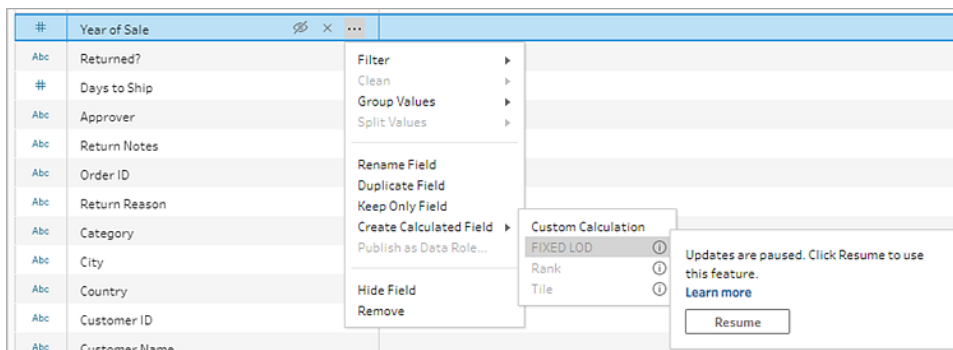 # Year of Sale
Abc Returned?
# Days to Ship
Abc Approver
Abc Return Notes
Abc Order ID
Abc Return Reason
Abc Category
Abc City
Abc Country
Abc Customer ID
Abc Customer Name
Filter
Clean
Group Values
Split Values
Rename Field
Duplicate Field
Keep Only Field
Create Calculated Field
Publish as Data Role...
Hide Field
Remove
Custom Calculation
FIXED LOD
Rank
Tile
Updates are paused. Click Resume to use
this feature.
Learn more
Resume